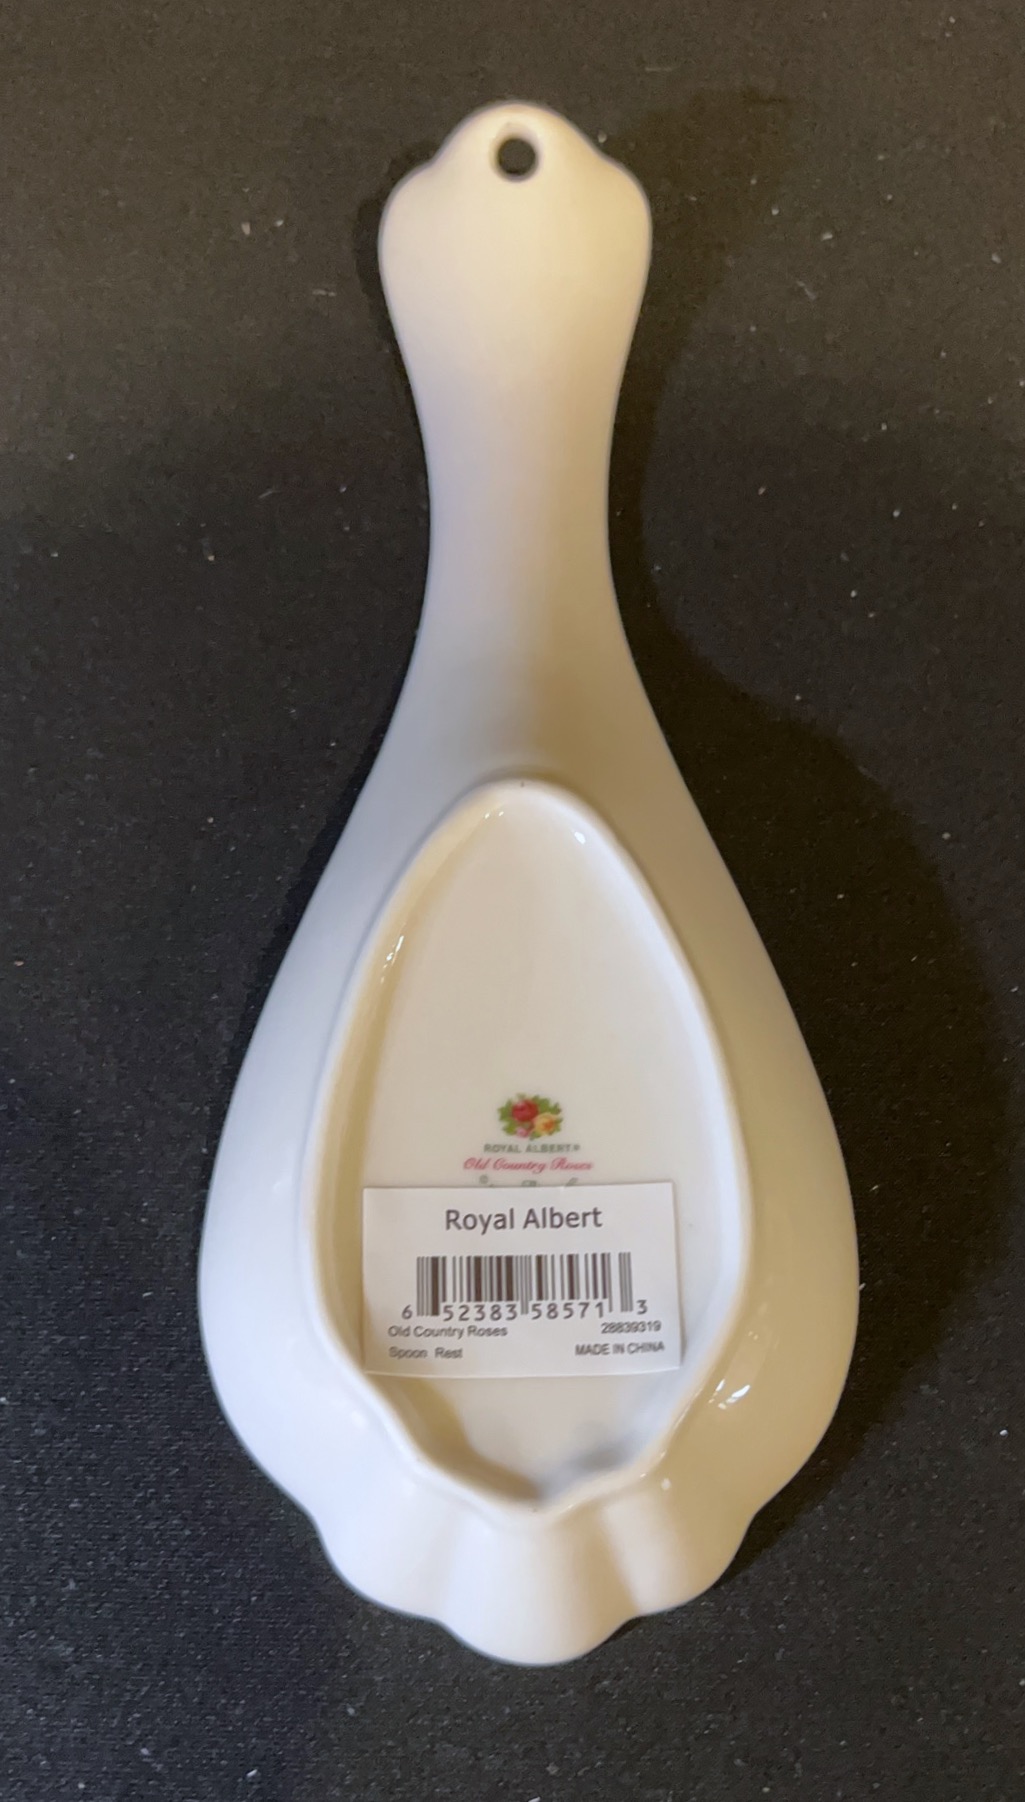 ROYAL ALBERT®
Old Country Roses
Royal Albert
6 52383 58571 3
Old Country Roses 28839319
Spoon Rest MADE IN CHINA